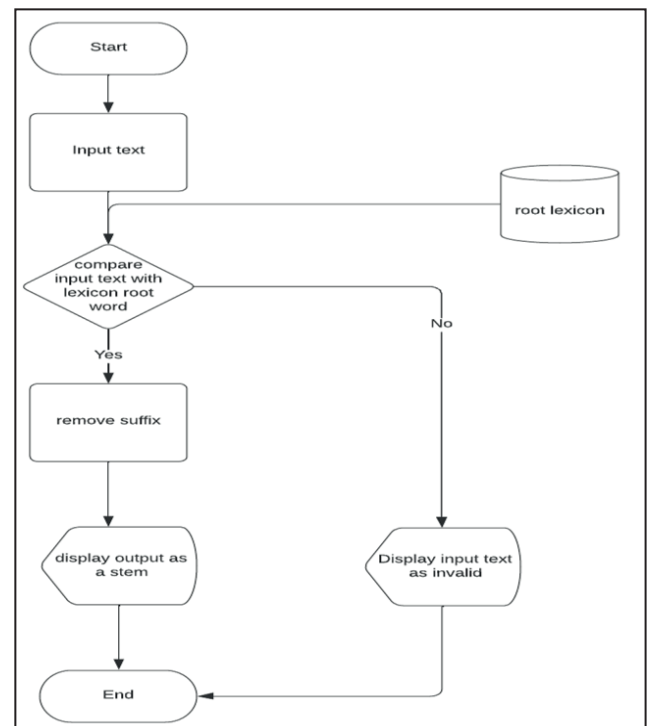 Start
Input text
root lexicon
compare
input text with
lexicon root
word
No
Yes
remove suffix
display output as
a stem
Display input text
as invalid
End